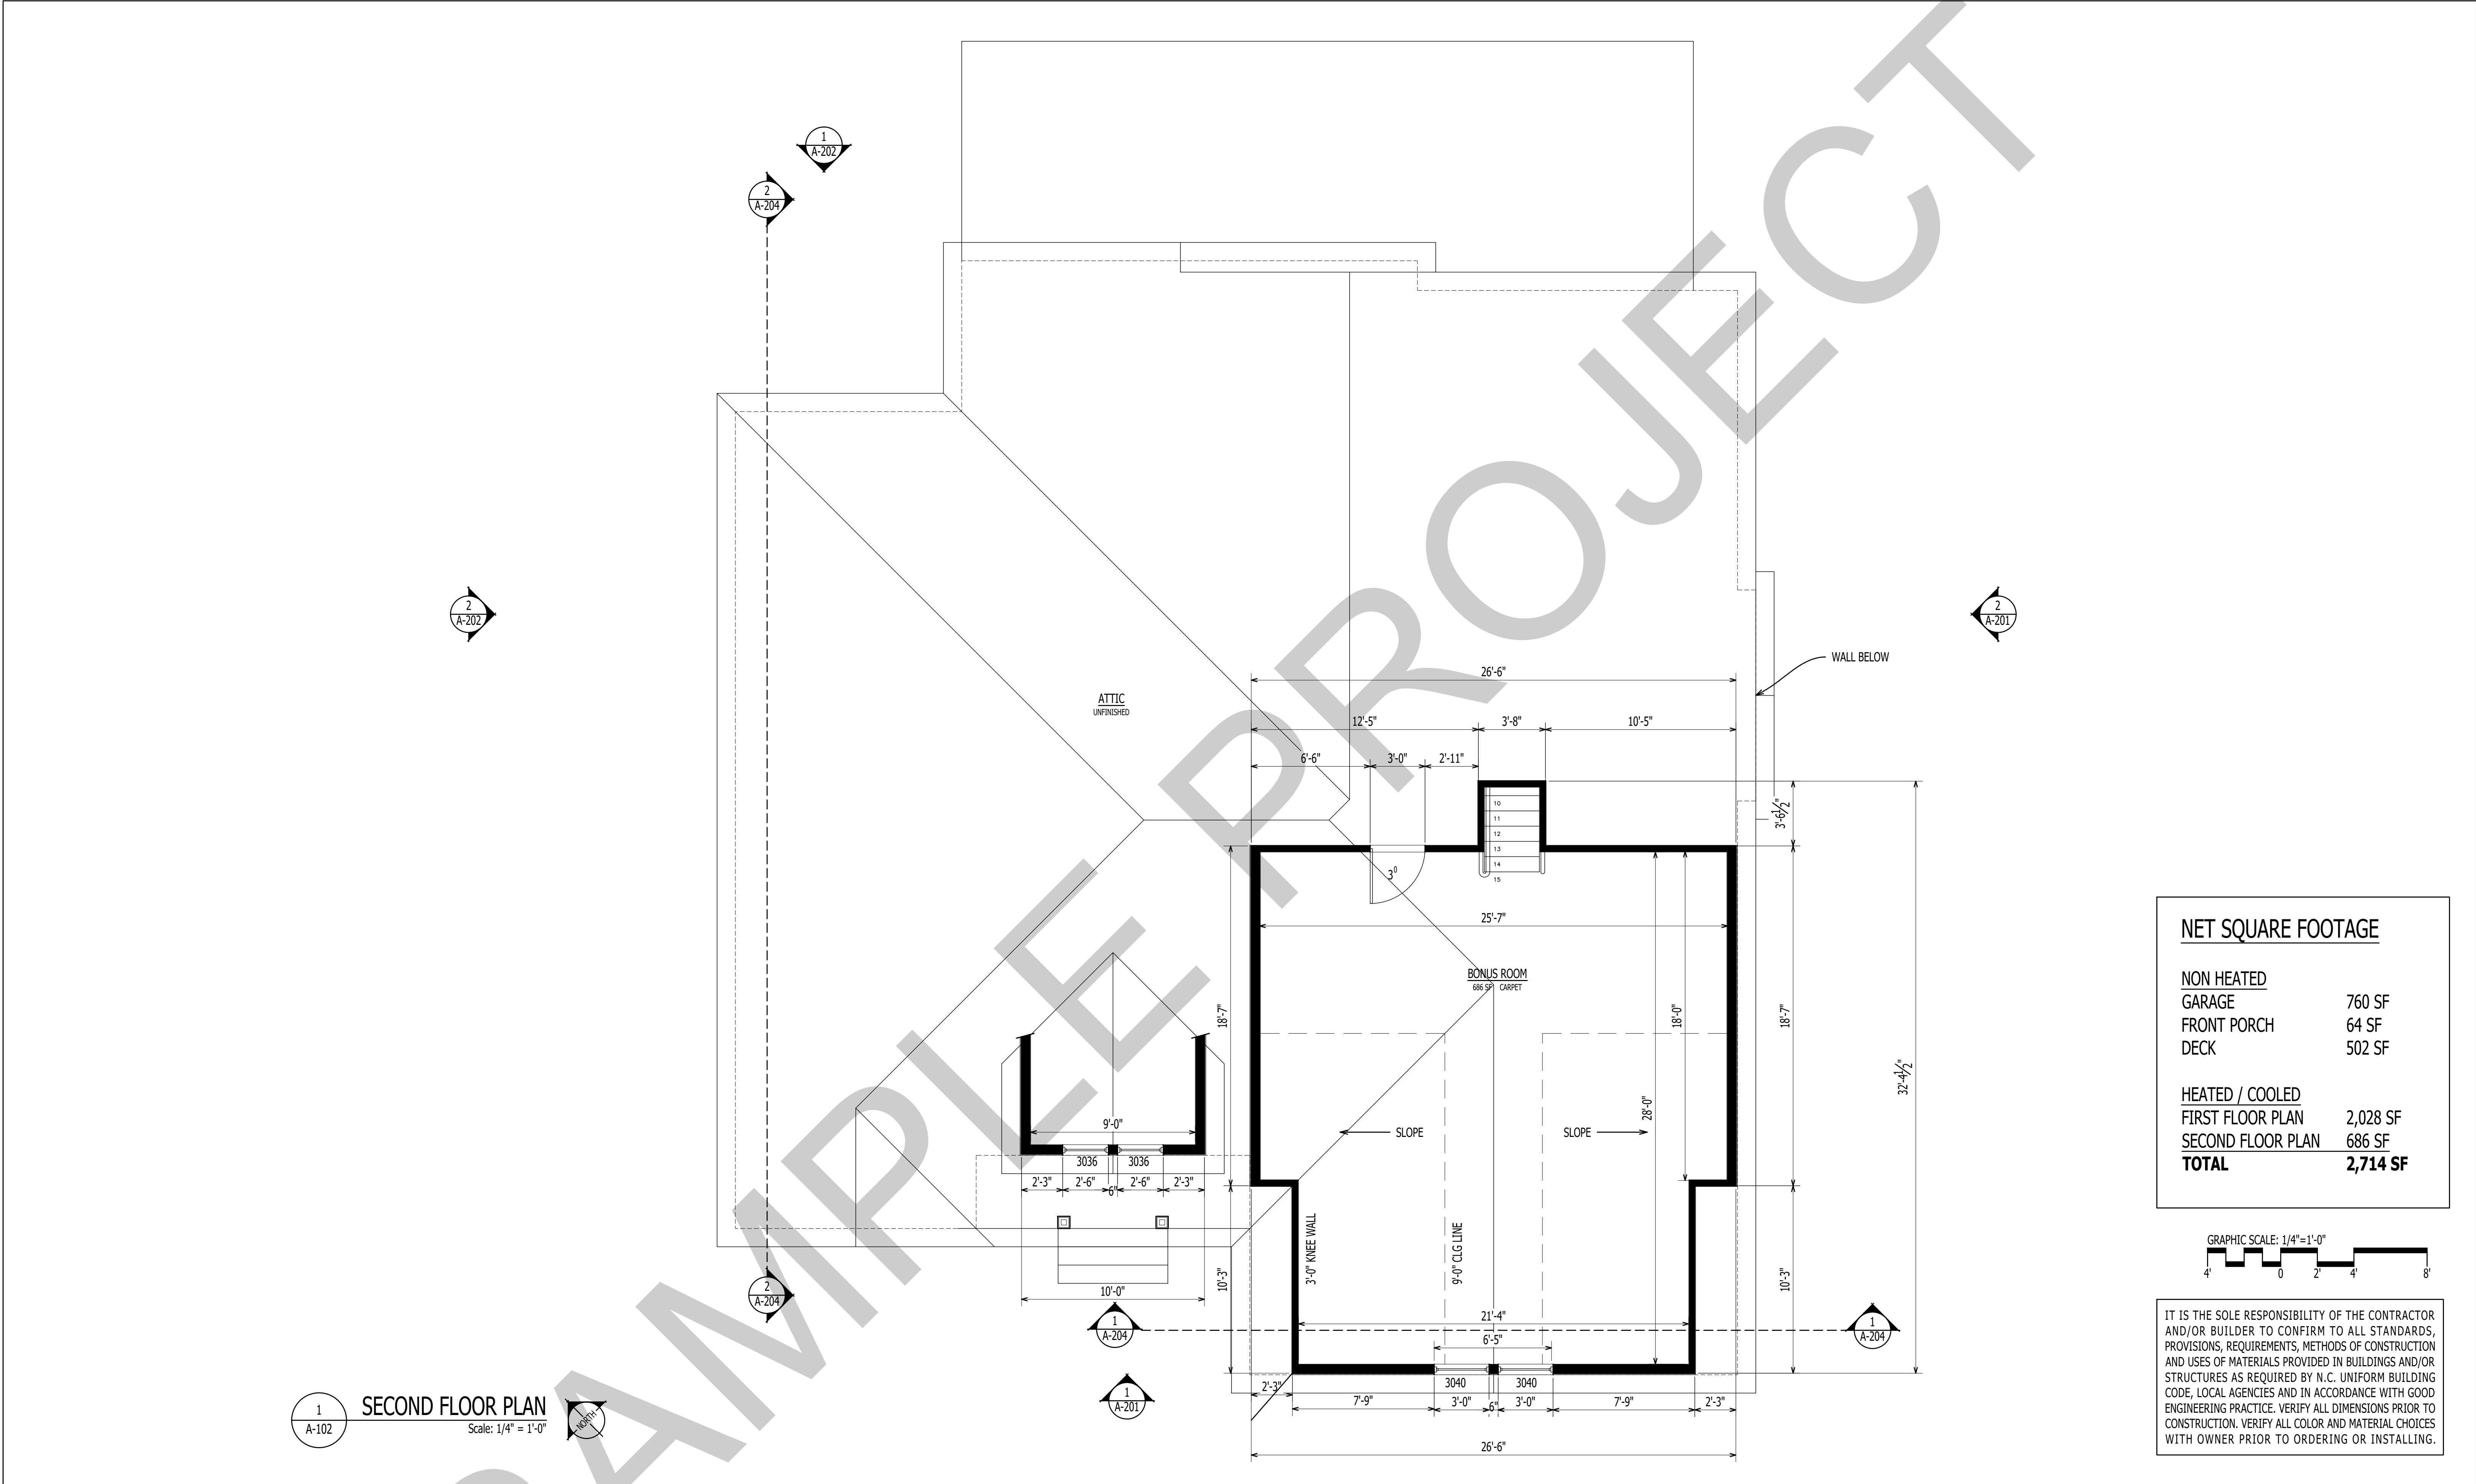 SAMPLE PROJECT
1
A-202
2
A-204
2
A-202
2
A-201
WALL BELOW
ATTIC
UNFINISHED
26'-6"
12'-5"
3'-8"
10'-5"
6'-6"
3'-0"
2'-11"
3'-6 1/2"
10
11
12
13
14
15
3⁰
25'-7"
BONUS ROOM
686 SF CARPET
18'-7"
18'-0"
18'-7"
28'-0"
32'-4 1/2"
SLOPE
SLOPE
9'-0"
3036
3036
2'-3"
2'-6"
6"
2'-6"
2'-3"
10'-0"
3'-0" KNEE WALL
9'-0" CLG LINE
10'-3"
10'-3"
21'-4"
6'-5"
2
A-204
1
A-204
1
A-204
1
A-201
3040
3040
2'-3"
7'-9"
3'-0"
6"
3'-0"
7'-9"
2'-3"
26'-6"
1
A-102
SECOND FLOOR PLAN
Scale: 1/4" = 1'-0"
NORTH
NET SQUARE FOOTAGE
NON HEATED
GARAGE 760 SF
FRONT PORCH 64 SF
DECK 502 SF
HEATED / COOLED
FIRST FLOOR PLAN 2,028 SF
SECOND FLOOR PLAN 686 SF
TOTAL 2,714 SF
GRAPHIC SCALE: 1/4"=1'-0"
4' 0 2' 4' 8'
IT IS THE SOLE RESPONSIBILITY OF THE CONTRACTOR
AND/OR BUILDER TO CONFIRM TO ALL STANDARDS,
PROVISIONS, REQUIREMENTS, METHODS OF CONSTRUCTION
AND USES OF MATERIALS PROVIDED IN BUILDINGS AND/OR
STRUCTURES AS REQUIRED BY N.C. UNIFORM BUILDING
CODE, LOCAL AGENCIES AND IN ACCORDANCE WITH GOOD
ENGINEERING PRACTICE. VERIFY ALL DIMENSIONS PRIOR TO
CONSTRUCTION. VERIFY ALL COLOR AND MATERIAL CHOICES
WITH OWNER PRIOR TO ORDERING OR INSTALLING.